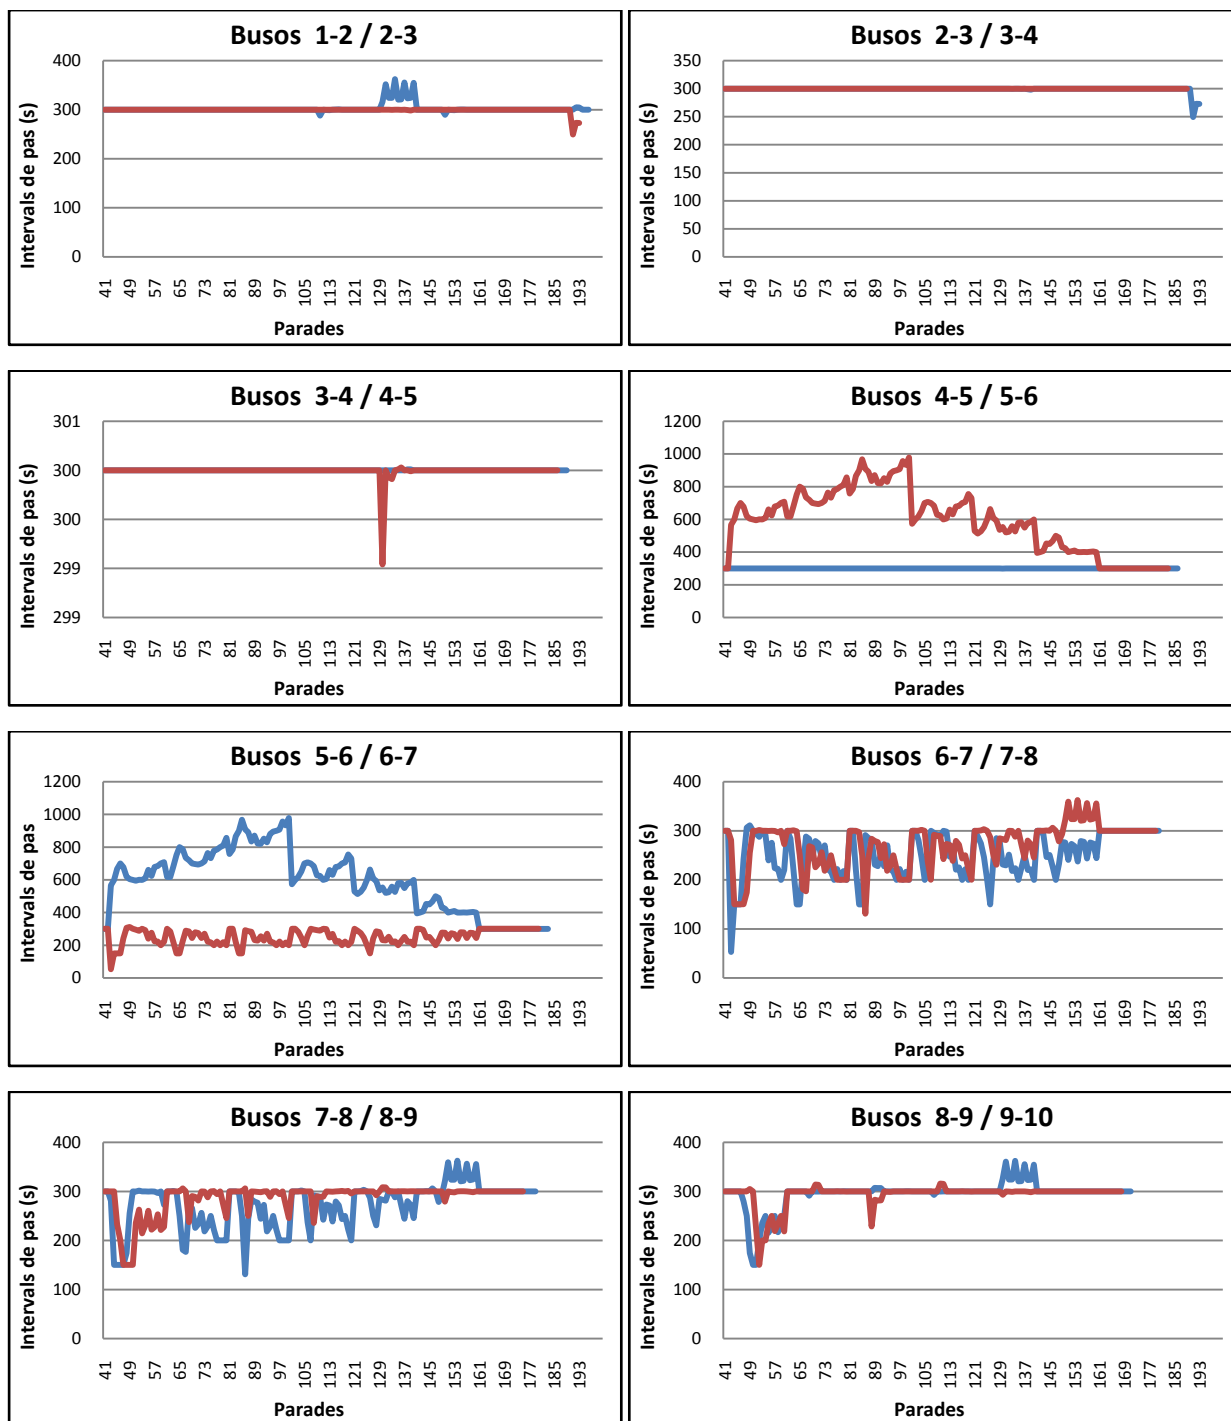 Busos 1-2 / 2-3
Intervals de pas (s)
400
300
200
100
0
41 49 57 65 73 81 89 97 105 113 121 129 137 145 153 161 169 177 185 193
Parades
Busos 2-3 / 3-4
Intervals de pas (s)
350
300
250
200
150
100
50
0
41 49 57 65 73 81 89 97 105 113 121 129 137 145 153 161 169 177 185 193
Parades
Busos 3-4 / 4-5
Intervals de pas (s)
301
300
300
299
299
41 49 57 65 73 81 89 97 105 113 121 129 137 145 153 161 169 177 185 193
Parades
Busos 4-5 / 5-6
Intervals de pas (s)
1200
1000
800
600
400
200
0
41 49 57 65 73 81 89 97 105 113 121 129 137 145 153 161 169 177 185 193
Parades
Busos 5-6 / 6-7
Intervals de pas
1200
1000
800
600
400
200
0
41 49 57 65 73 81 89 97 105 113 121 129 137 145 153 161 169 177 185 193
Parades
Busos 6-7 / 7-8
Intervals de pas (s)
400
300
200
100
0
41 49 57 65 73 81 89 97 105 113 121 129 137 145 153 161 169 177 185 193
Parades
Busos 7-8 / 8-9
Intervals de pas (s)
400
300
200
100
0
41 49 57 65 73 81 89 97 105 113 121 129 137 145 153 161 169 177 185 193
Parades
Busos 8-9 / 9-10
Intervals de pas (s)
400
300
200
100
0
41 49 57 65 73 81 89 97 105 113 121 129 137 145 153 161 169 177 185 193
Parades